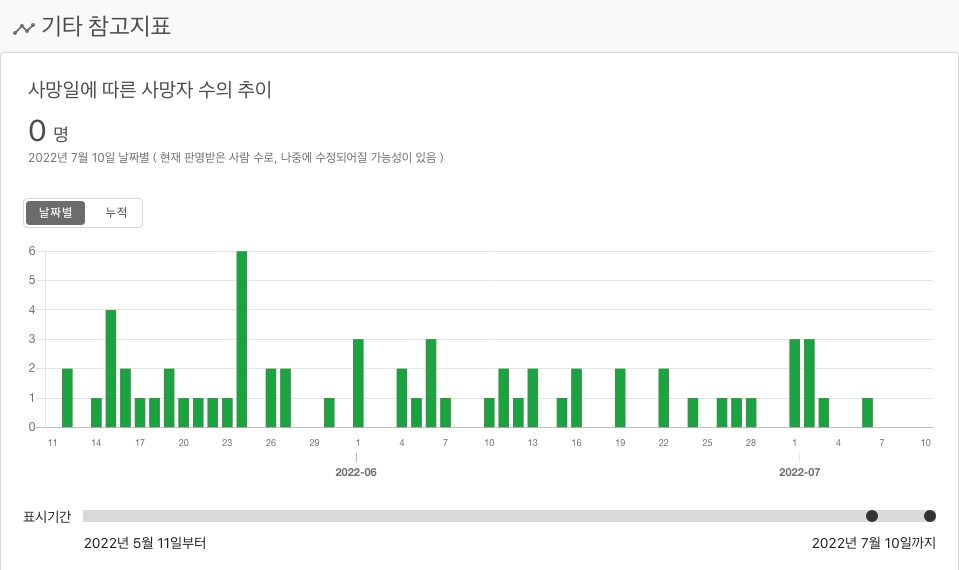 기타 참고지표
사망일에 따른 사망자 수의 추이
0 명
2022년 7월 10일 날짜별 ( 현재 판명받은 사람 수로, 나중에 수정되어질 가능성이 있음 )
날짜별 누적
6
5
4
3
2
1
0
11 14 17 20 23 26 29 1 4 7 10 13 16 19 22 25 28 1 4 7 10
2022-06 2022-07
표시기간
2022년 5월 11일부터 2022년 7월 10일까지